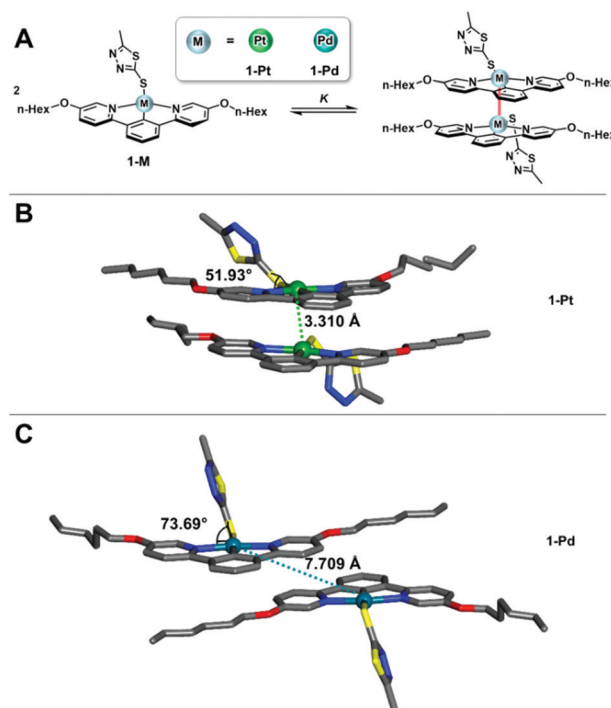 A
M = Pt Pd
1-Pt 1-Pd
2
N N S
S
n-Hex O N M N O n-Hex
1-M
K
N N S
S
n-Hex O N M N O n-Hex
n-Hex O N M N O n-Hex
S
N N S
B
51.93°
3.310 Å
1-Pt
C
73.69°
7.709 Å
1-Pd